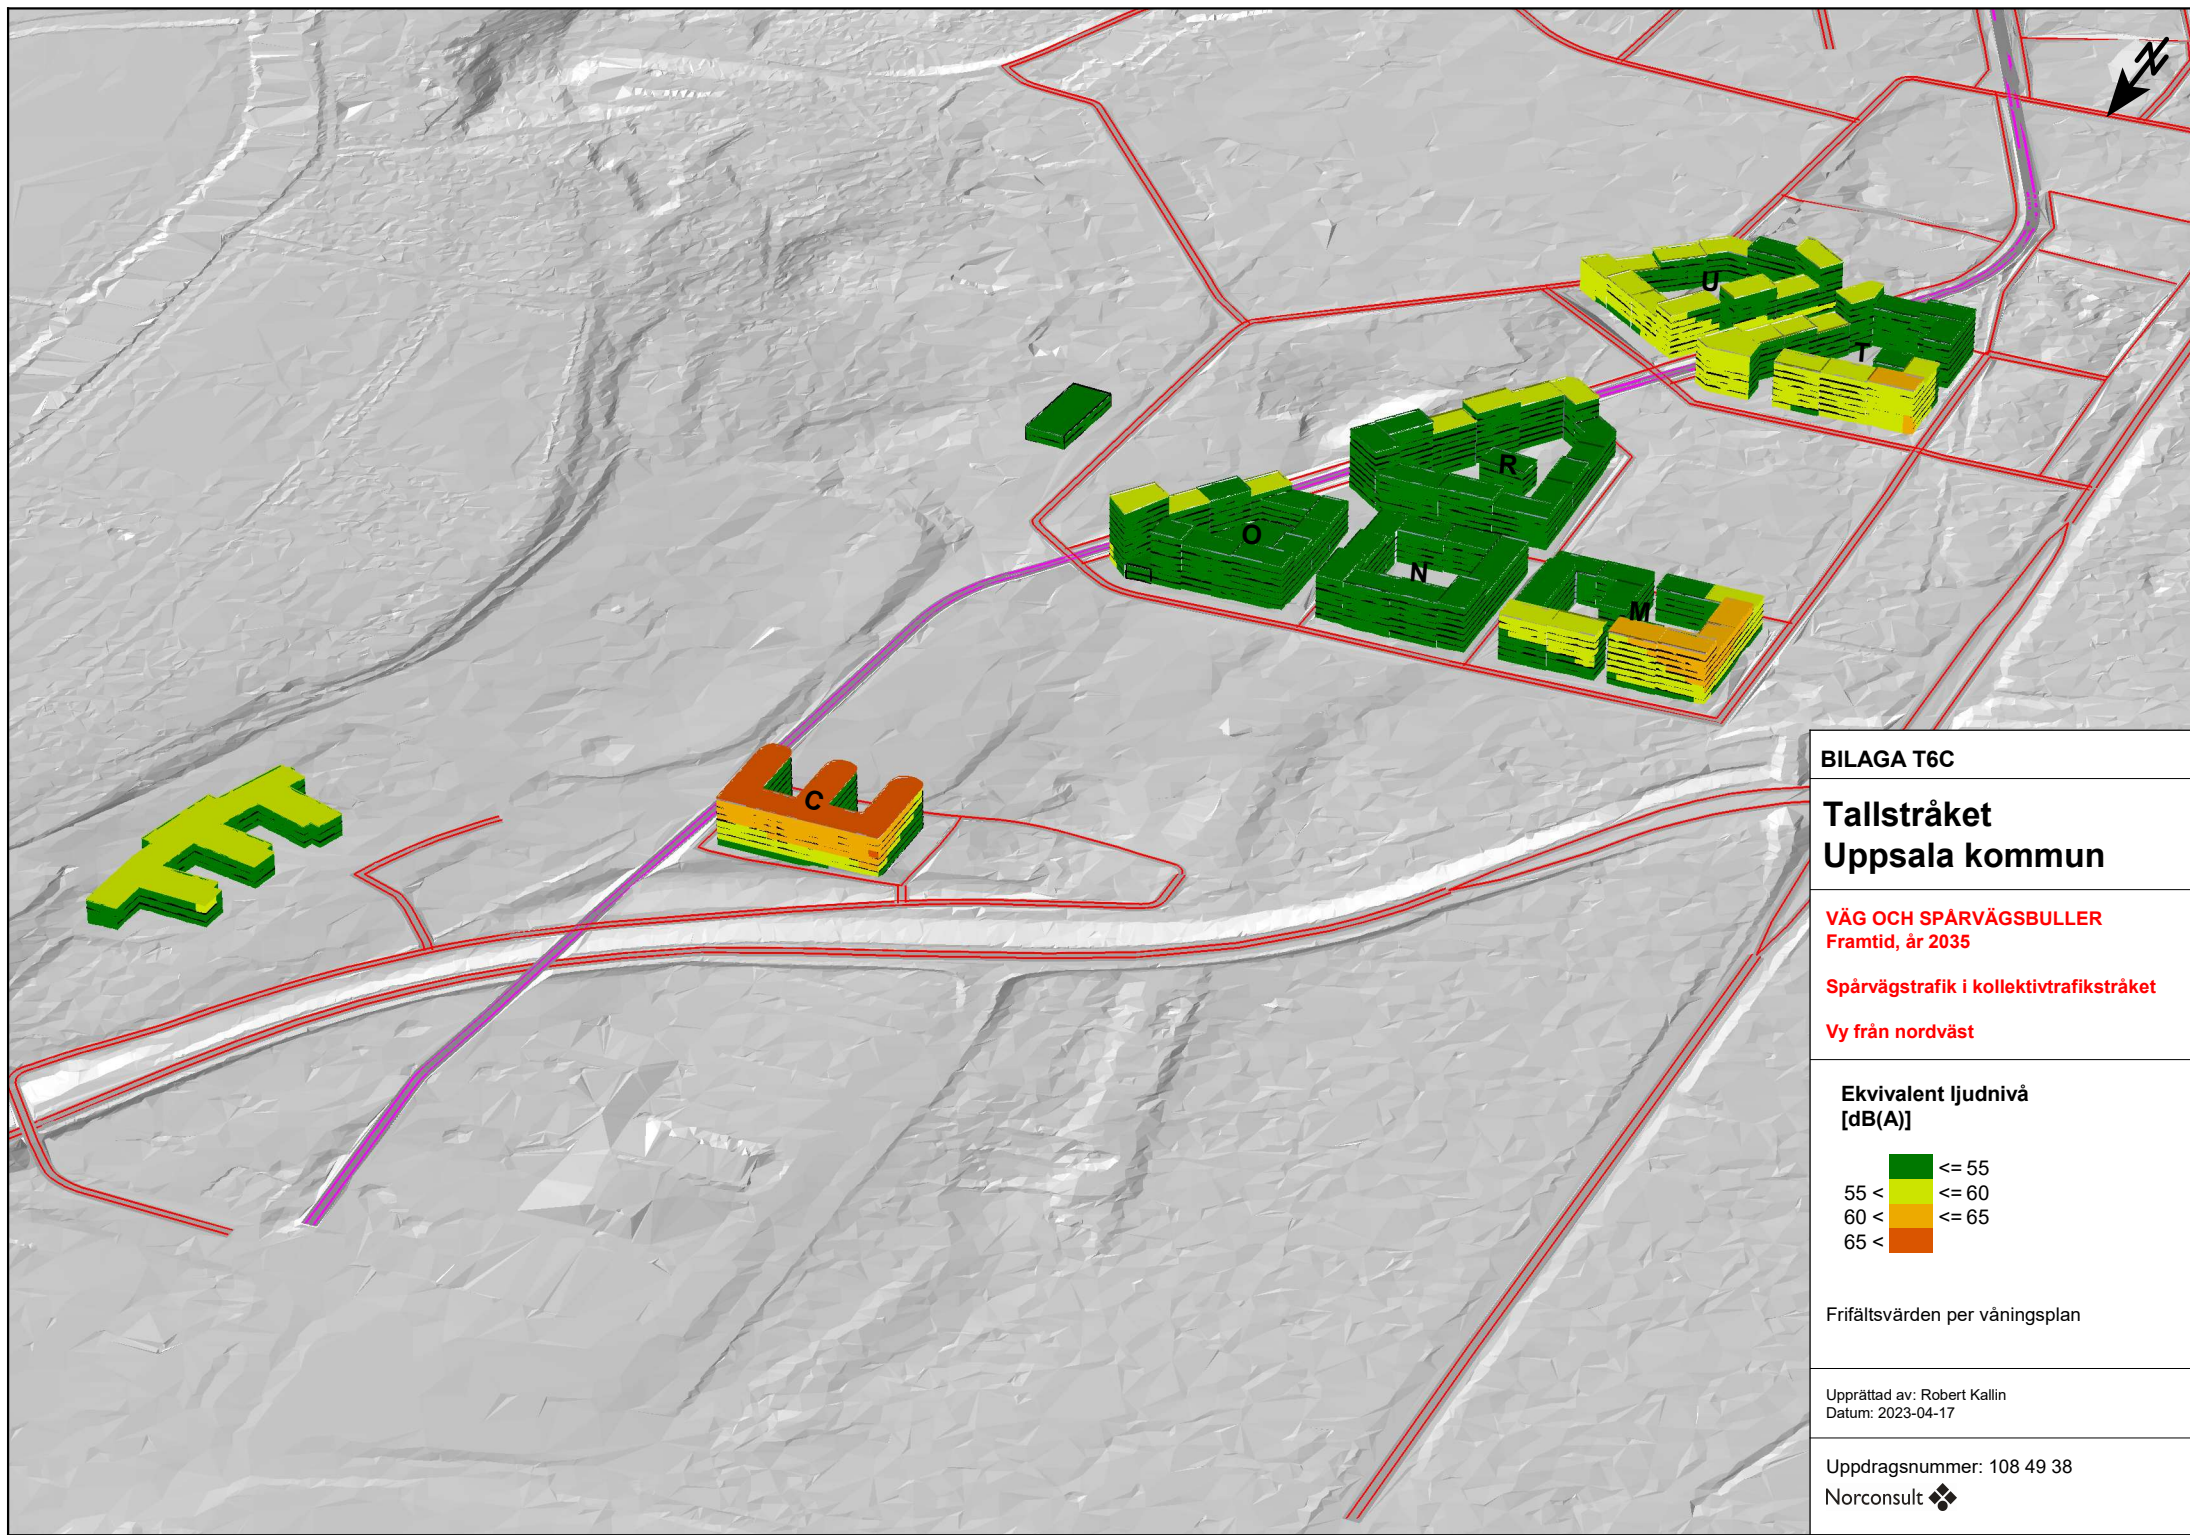 N
U
T
R
O
N
M
C
BILAGA T6C
Tallstråket
Uppsala kommun
VÄG OCH SPÅRVÄGSBULLER
Framtid, år 2035
Spårvägstrafik i kollektivtrafikstråket
Vy från nordväst
Ekvivalent ljudnivå
[dB(A)]
<= 55
55 < <= 60
60 < <= 65
65 <
Frifältsvärden per våningsplan
Upprättad av: Robert Kallin
Datum: 2023-04-17
Uppdragsnummer: 108 49 38
Norconsult